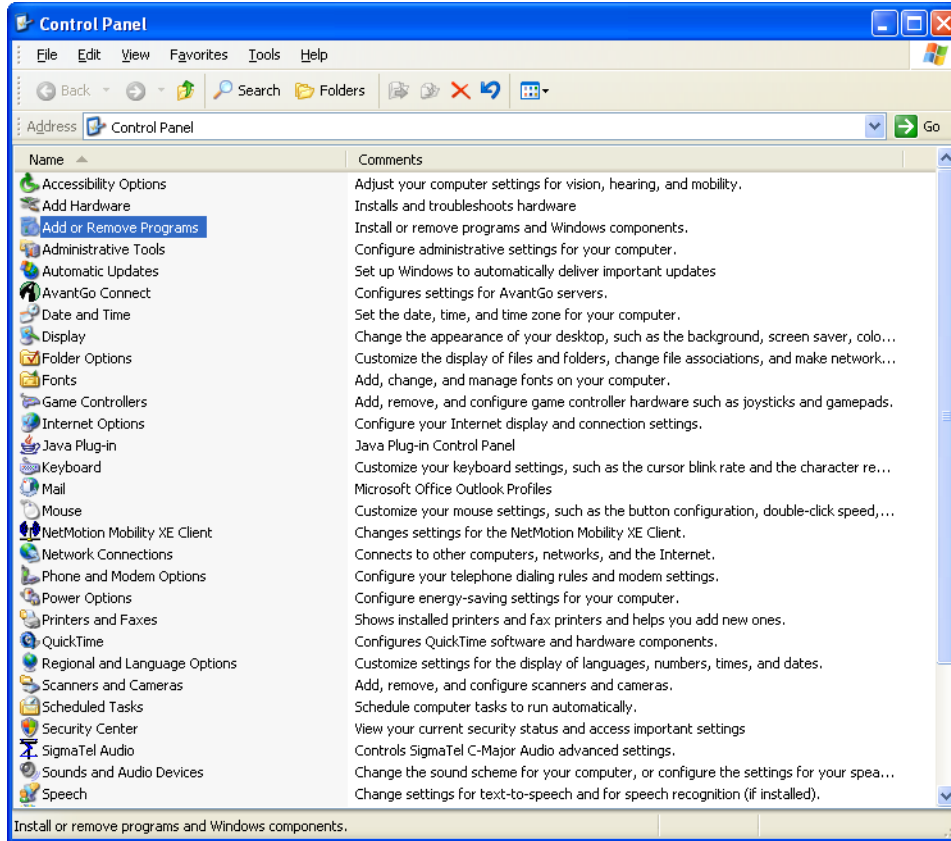 Control Panel
File Edit View Favorites Tools Help
Back Search Folders
Address Control Panel Go
Name Comments
Accessibility Options Adjust your computer settings for vision, hearing, and mobility.
Add Hardware Installs and troubleshoots hardware
Add or Remove Programs Install or remove programs and Windows components.
Administrative Tools Configure administrative settings for your computer.
Automatic Updates Set up Windows to automatically deliver important updates
AvantGo Connect Configures settings for AvantGo servers.
Date and Time Set the date, time, and time zone for your computer.
Display Change the appearance of your desktop, such as the background, screen saver, colo...
Folder Options Customize the display of files and folders, change file associations, and make network...
Fonts Add, change, and manage fonts on your computer.
Game Controllers Add, remove, and configure game controller hardware such as joysticks and gamepads.
Internet Options Configure your Internet display and connection settings.
Java Plug-in Java Plug-in Control Panel
Keyboard Customize your keyboard settings, such as the cursor blink rate and the character re...
Mail Microsoft Office Outlook Profiles
Mouse Customize your mouse settings, such as the button configuration, double-click speed,...
NetMotion Mobility XE Client Changes settings for the NetMotion Mobility XE Client.
Network Connections Connects to other computers, networks, and the Internet.
Phone and Modem Options Configure your telephone dialing rules and modem settings.
Power Options Configure energy-saving settings for your computer.
Printers and Faxes Shows installed printers and fax printers and helps you add new ones.
QuickTime Configures QuickTime software and hardware components.
Regional and Language Options Customize settings for the display of languages, numbers, times, and dates.
Scanners and Cameras Add, remove, and configure scanners and cameras.
Scheduled Tasks Schedule computer tasks to run automatically.
Security Center View your current security status and access important settings
SigmaTel Audio Controls SigmaTel C-Major Audio advanced settings.
Sounds and Audio Devices Change the sound scheme for your computer, or configure the settings for your spea...
Speech Change settings for text-to-speech and for speech recognition (if installed).
Install or remove programs and Windows components.